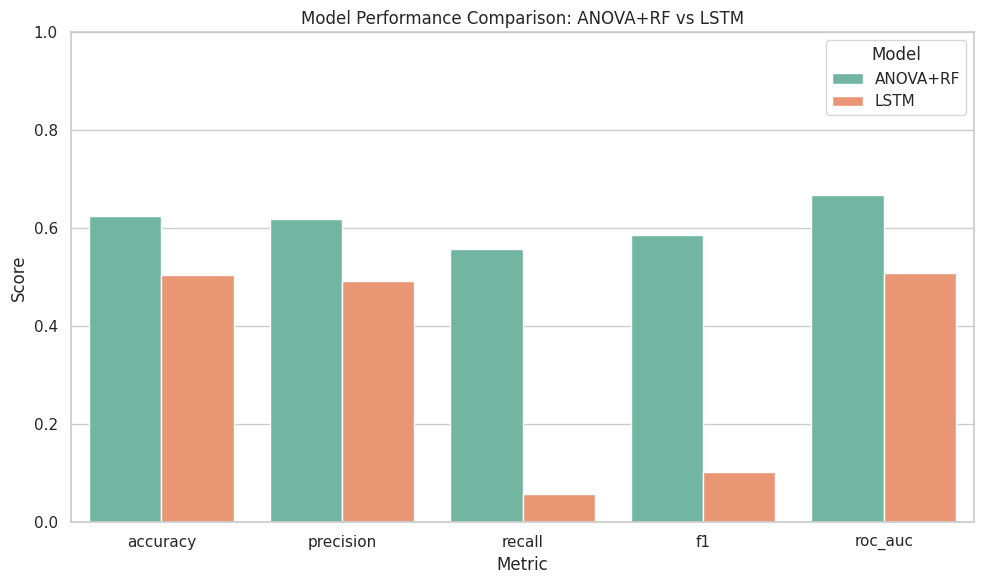 Model Performance Comparison: ANOVA+RF vs LSTM
Model
ANOVA+RF
LSTM
Score
1.0
0.8
0.6
0.4
0.2
0.0
accuracy
precision
recall
f1
roc_auc
Metric